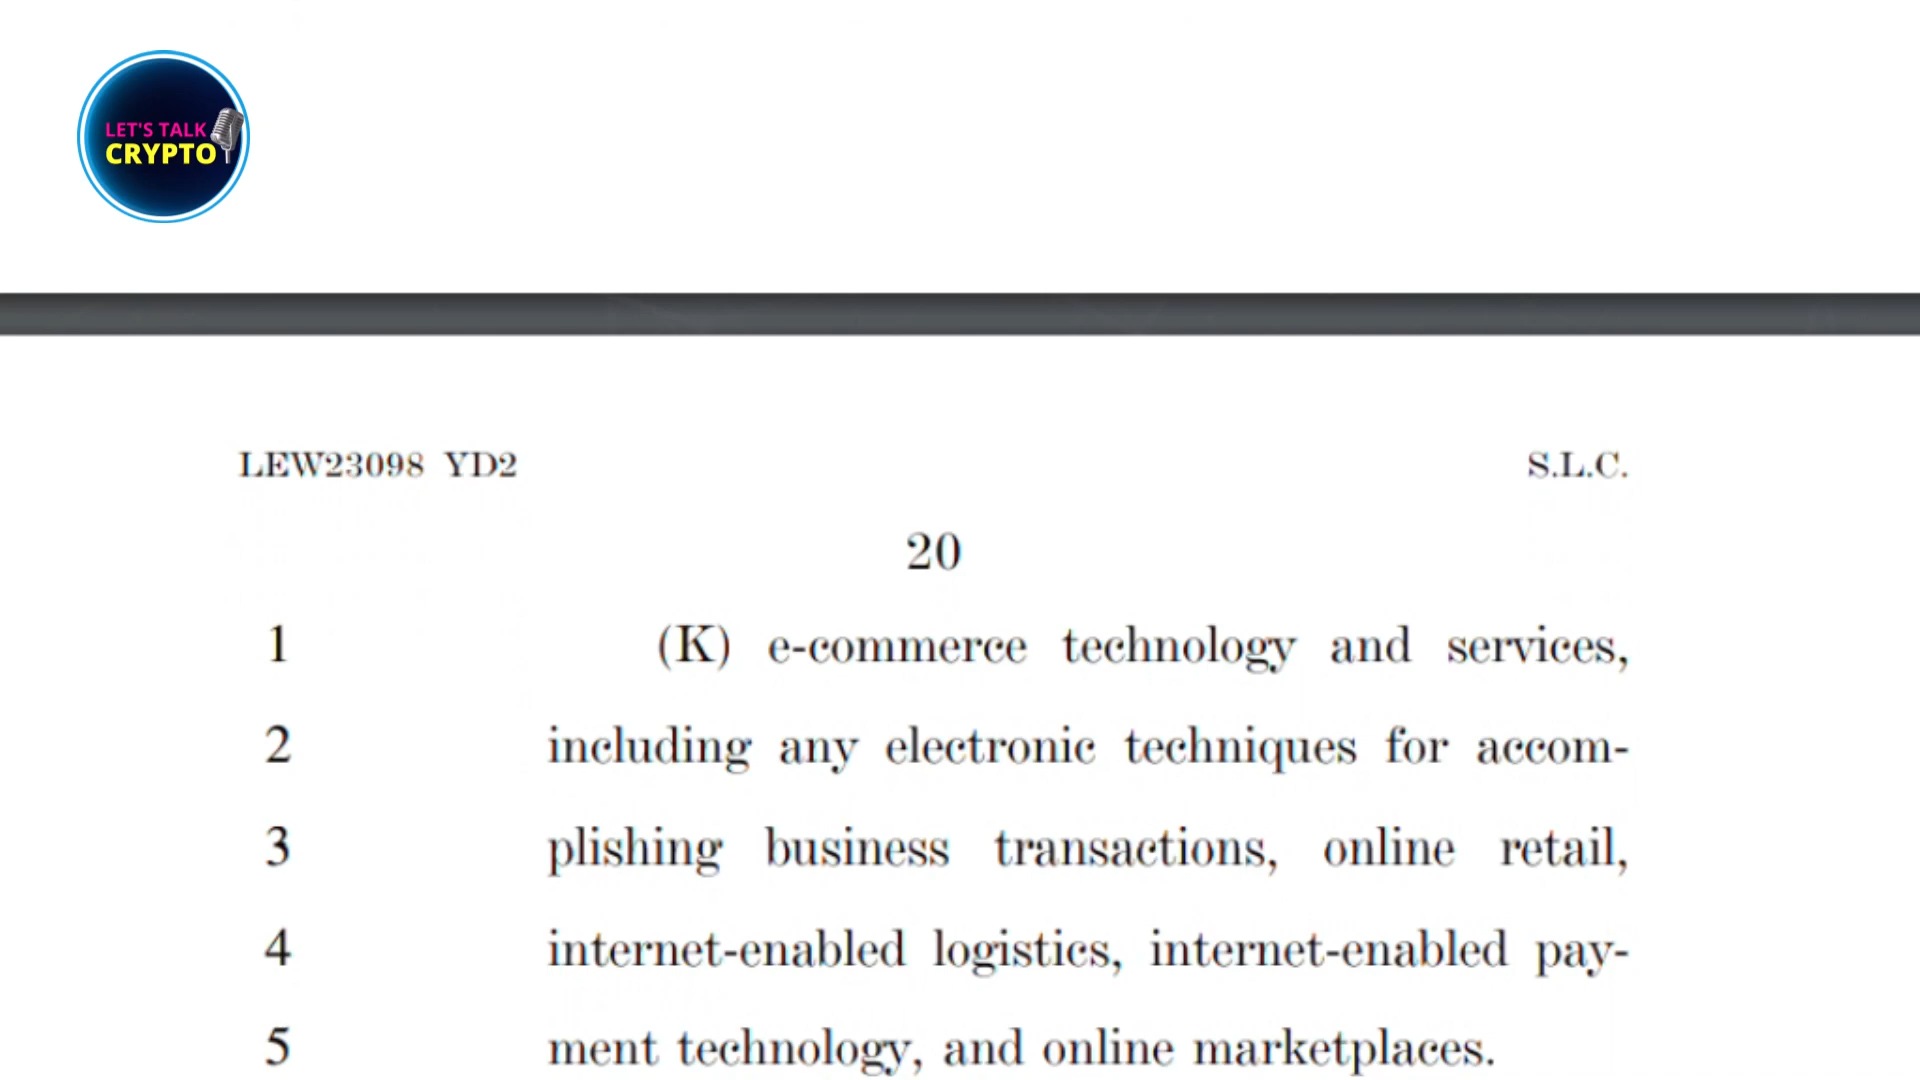 LET'S TALK
CRYPTO
LEW23098 YD2 S.L.C.
20
1 (K) e-commerce technology and services,
2 including any electronic techniques for accom-
3 plishing business transactions, online retail,
4 internet-enabled logistics, internet-enabled pay-
5 ment technology, and online marketplaces.